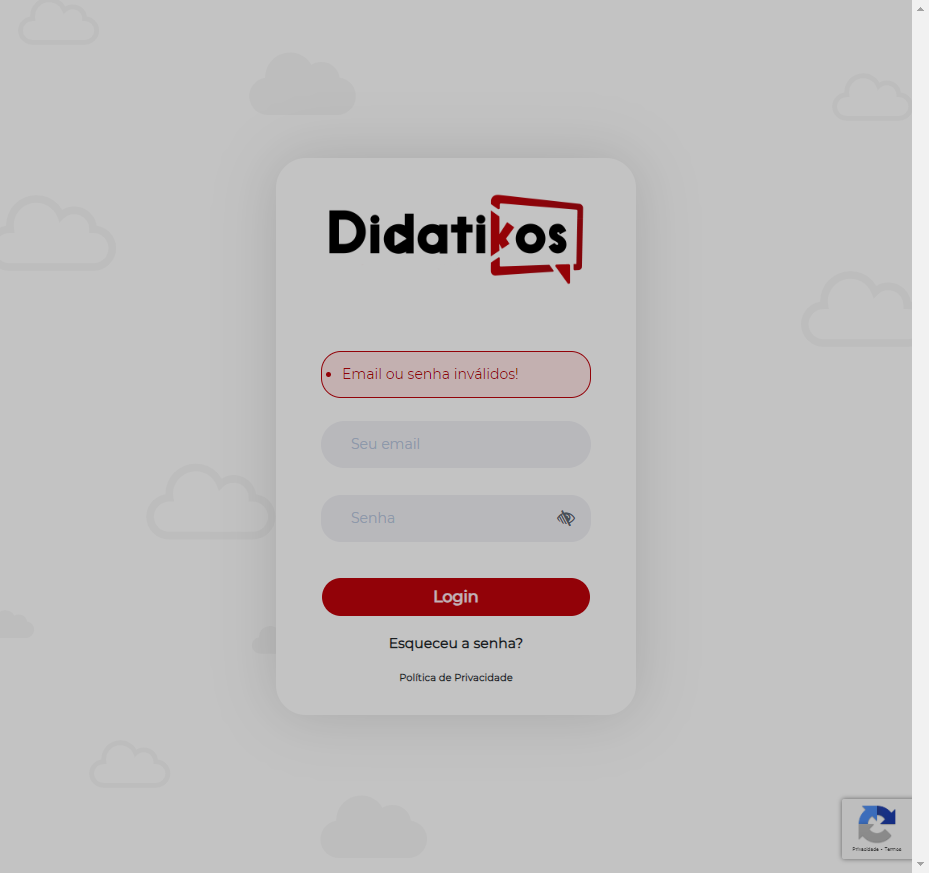 Didatikos
Email ou senha inválidos!
Seu email
Senha
Login
Esqueceu a senha?
Política de Privacidade
Privacidade - Termos